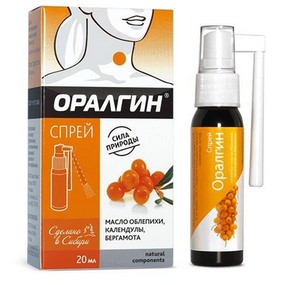 ОРАЛГИН®
СПРЕЙ
СИЛА
ПРИРОДЫ
МАСЛО ОБЛЕПИХИ,
КАЛЕНДУЛЫ,
БЕРГАМОТА
Сделано
в Сибири
20 МЛ
natural
components
Спрей
Оралгин